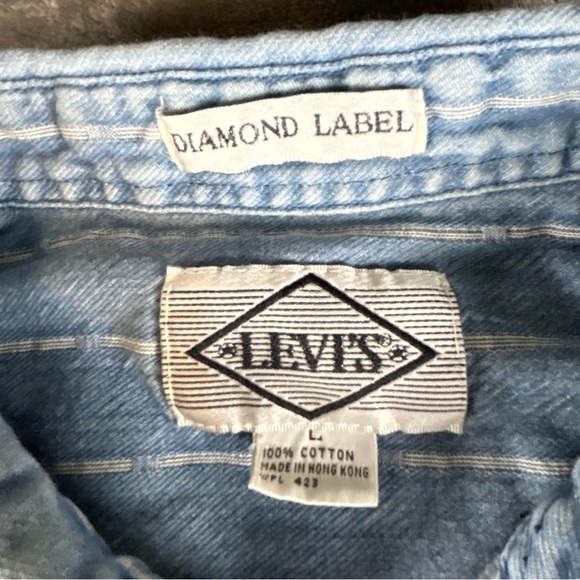 DIAMOND LABEL
LEVI'S®
L
100% COTTON
MADE IN HONG KONG
WPL 423